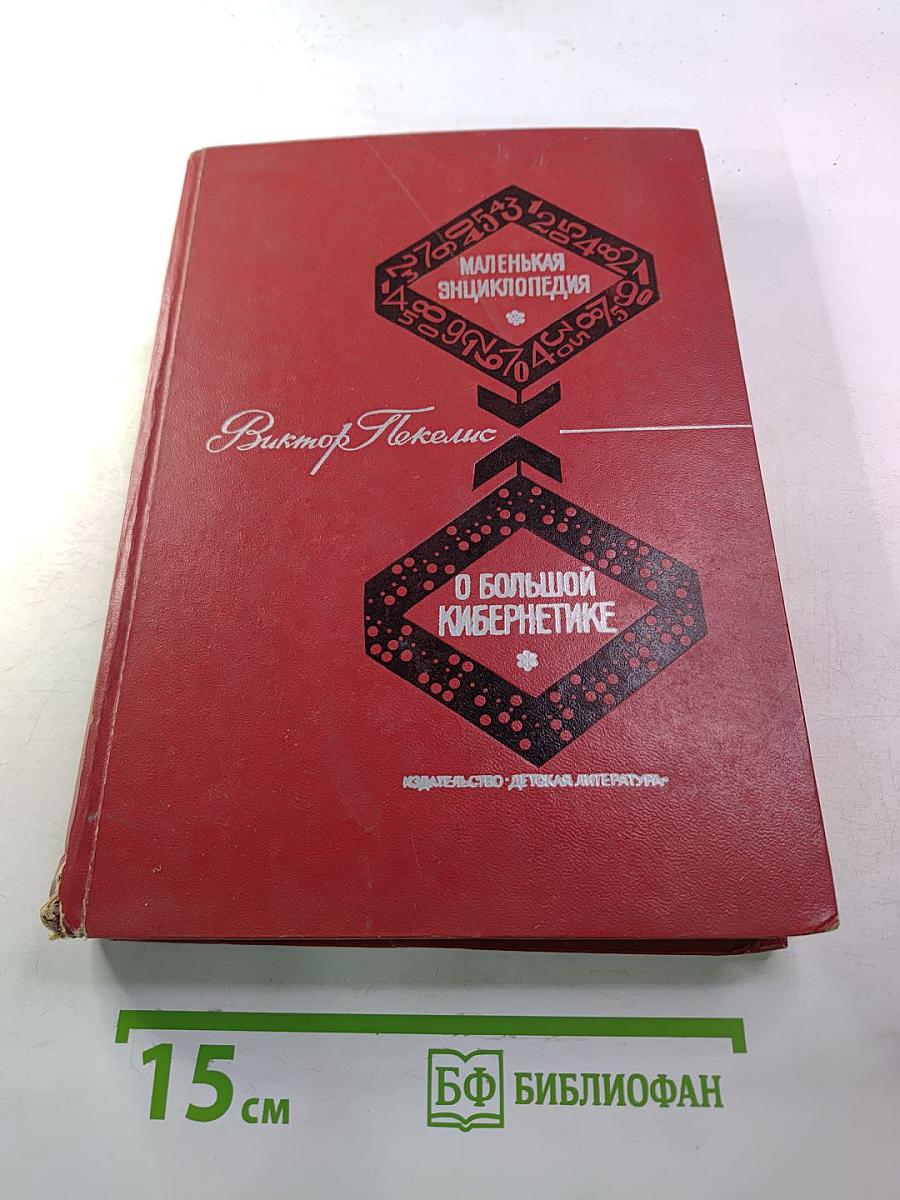 МАЛЕНЬКАЯ
ЭНЦИКЛОПЕДИЯ
Виктор Пекелис
О БОЛЬШОЙ
КИБЕРНЕТИКЕ
ИЗДАТЕЛЬСТВО "ДЕТСКАЯ ЛИТЕРАТУРА"
15 см
БФ БИБЛИОФАН